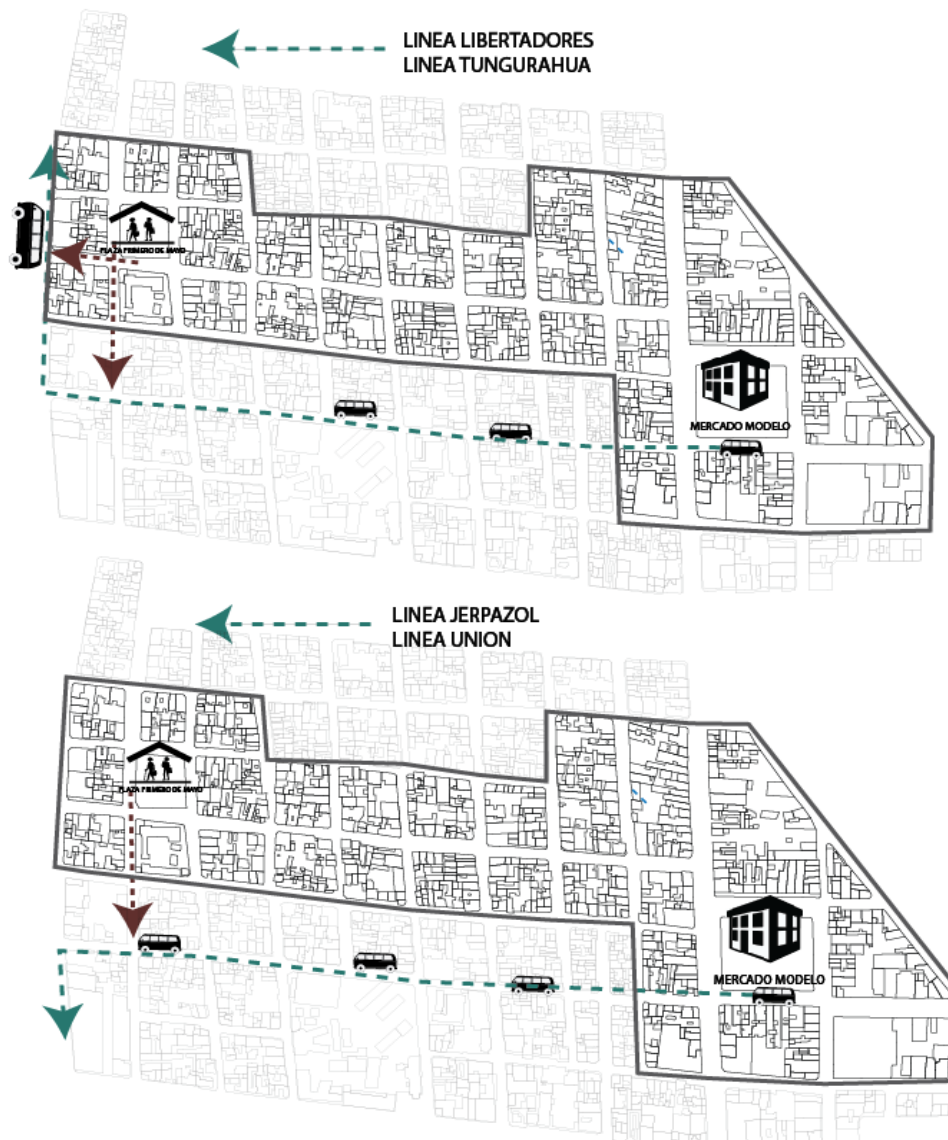 LINEA LIBERTADORES
LINEA TUNGURAHUA
PLAZA PRIMERO DE MAYO
MERCADO MODELO
LINEA JERPAZOL
LINEA UNION
PLAZA PRIMERO DE MAYO
MERCADO MODELO